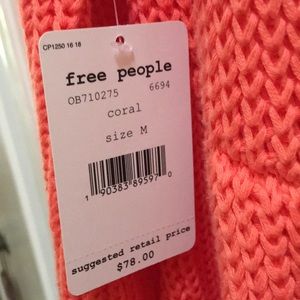 CP1250 16 18
free people
OB710275 6694
coral
size M
1 90383 89597 0
suggested retail price
$78.00